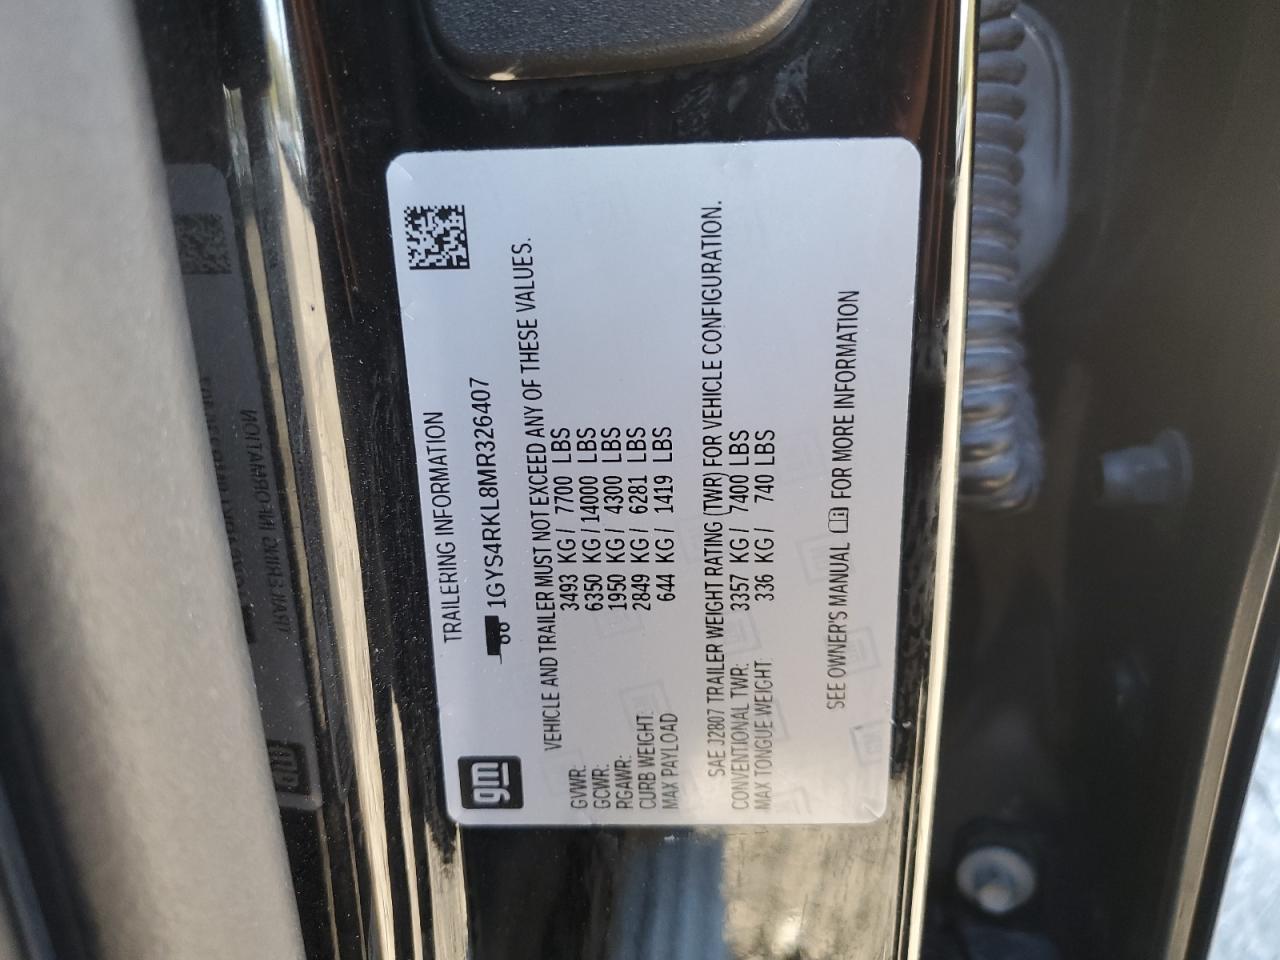 gm
TRAILERING INFORMATION
1GYS4RKL8MR326407
VEHICLE AND TRAILER MUST NOT EXCEED ANY OF THESE VALUES.
GVWR: 3493 KG / 7700 LBS
GCWR: 6350 KG / 14000 LBS
RGAWR: 1950 KG / 4300 LBS
CURB WEIGHT: 2849 KG / 6281 LBS
MAX PAYLOAD 644 KG / 1419 LBS
SAE J2807 TRAILER WEIGHT RATING (TWR) FOR VEHICLE CONFIGURATION.
CONVENTIONAL TWR: 3357 KG / 7400 LBS
MAX TONGUE WEIGHT: 336 KG / 740 LBS
SEE OWNER'S MANUAL FOR MORE INFORMATION